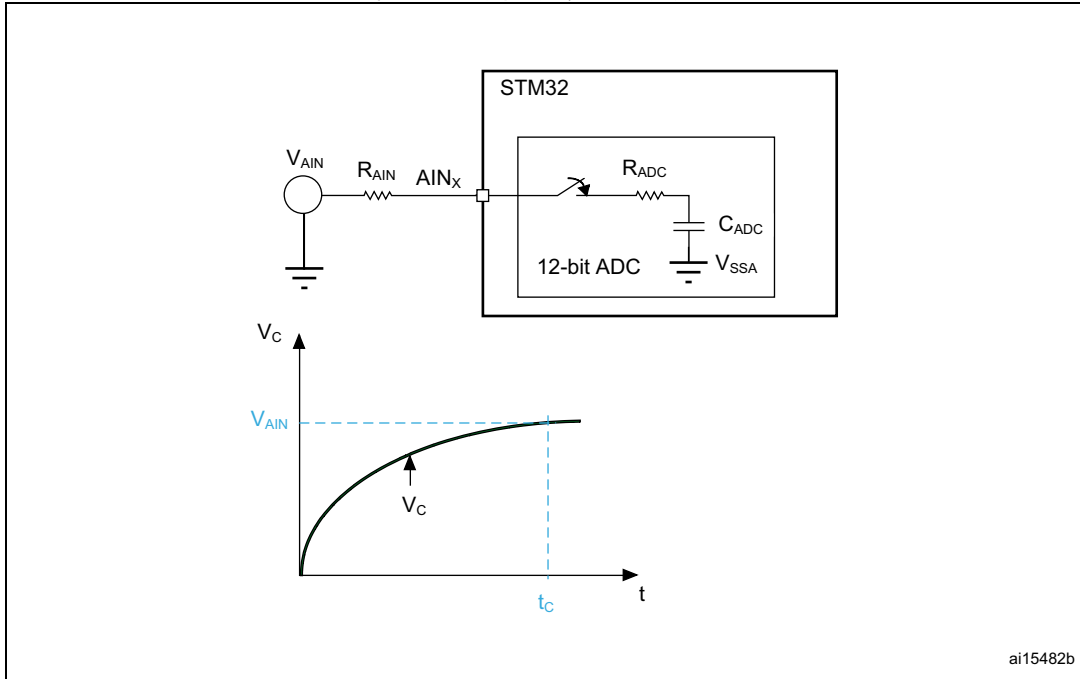 STM32
V_AIN
R_AIN
AIN_X
R_ADC
C_ADC
12-bit ADC
V_SSA
V_C
V_AIN
V_C
t_C
t
ai15482b